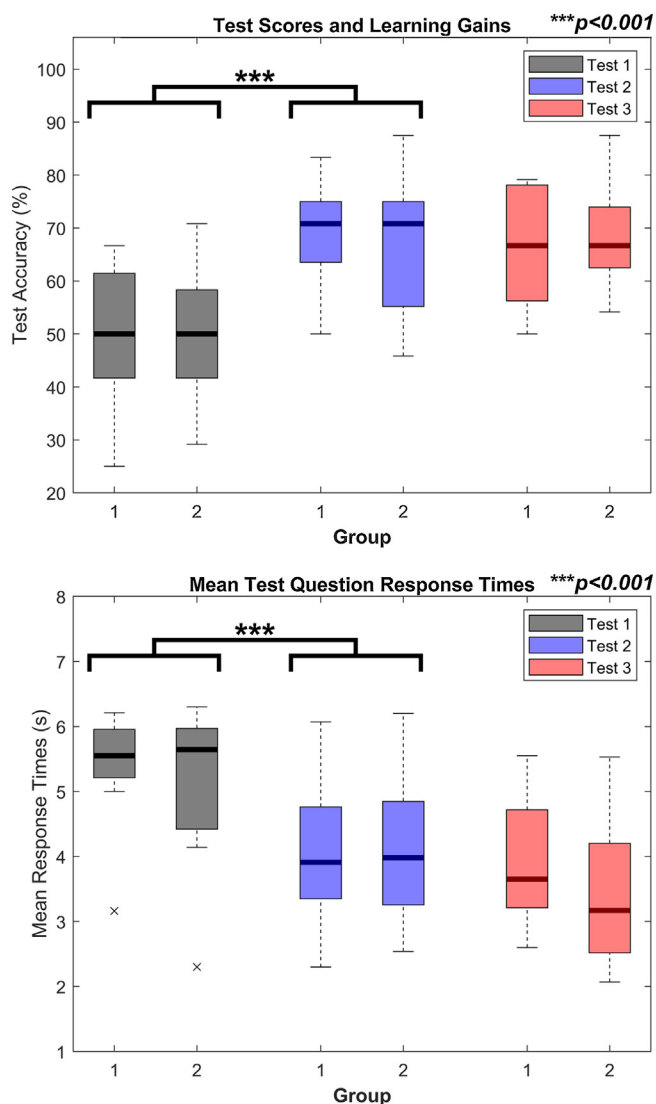 Test Scores and Learning Gains ***p<0.001
100
90
80
70
60
50
40
30
20
Test Accuracy (%)
***
Test 1
Test 2
Test 3
1 2 1 2 1 2
Group
Mean Test Question Response Times ***p<0.001
8
7
6
5
4
3
2
1
Mean Response Times (s)
***
Test 1
Test 2
Test 3
1 2 1 2 1 2
Group